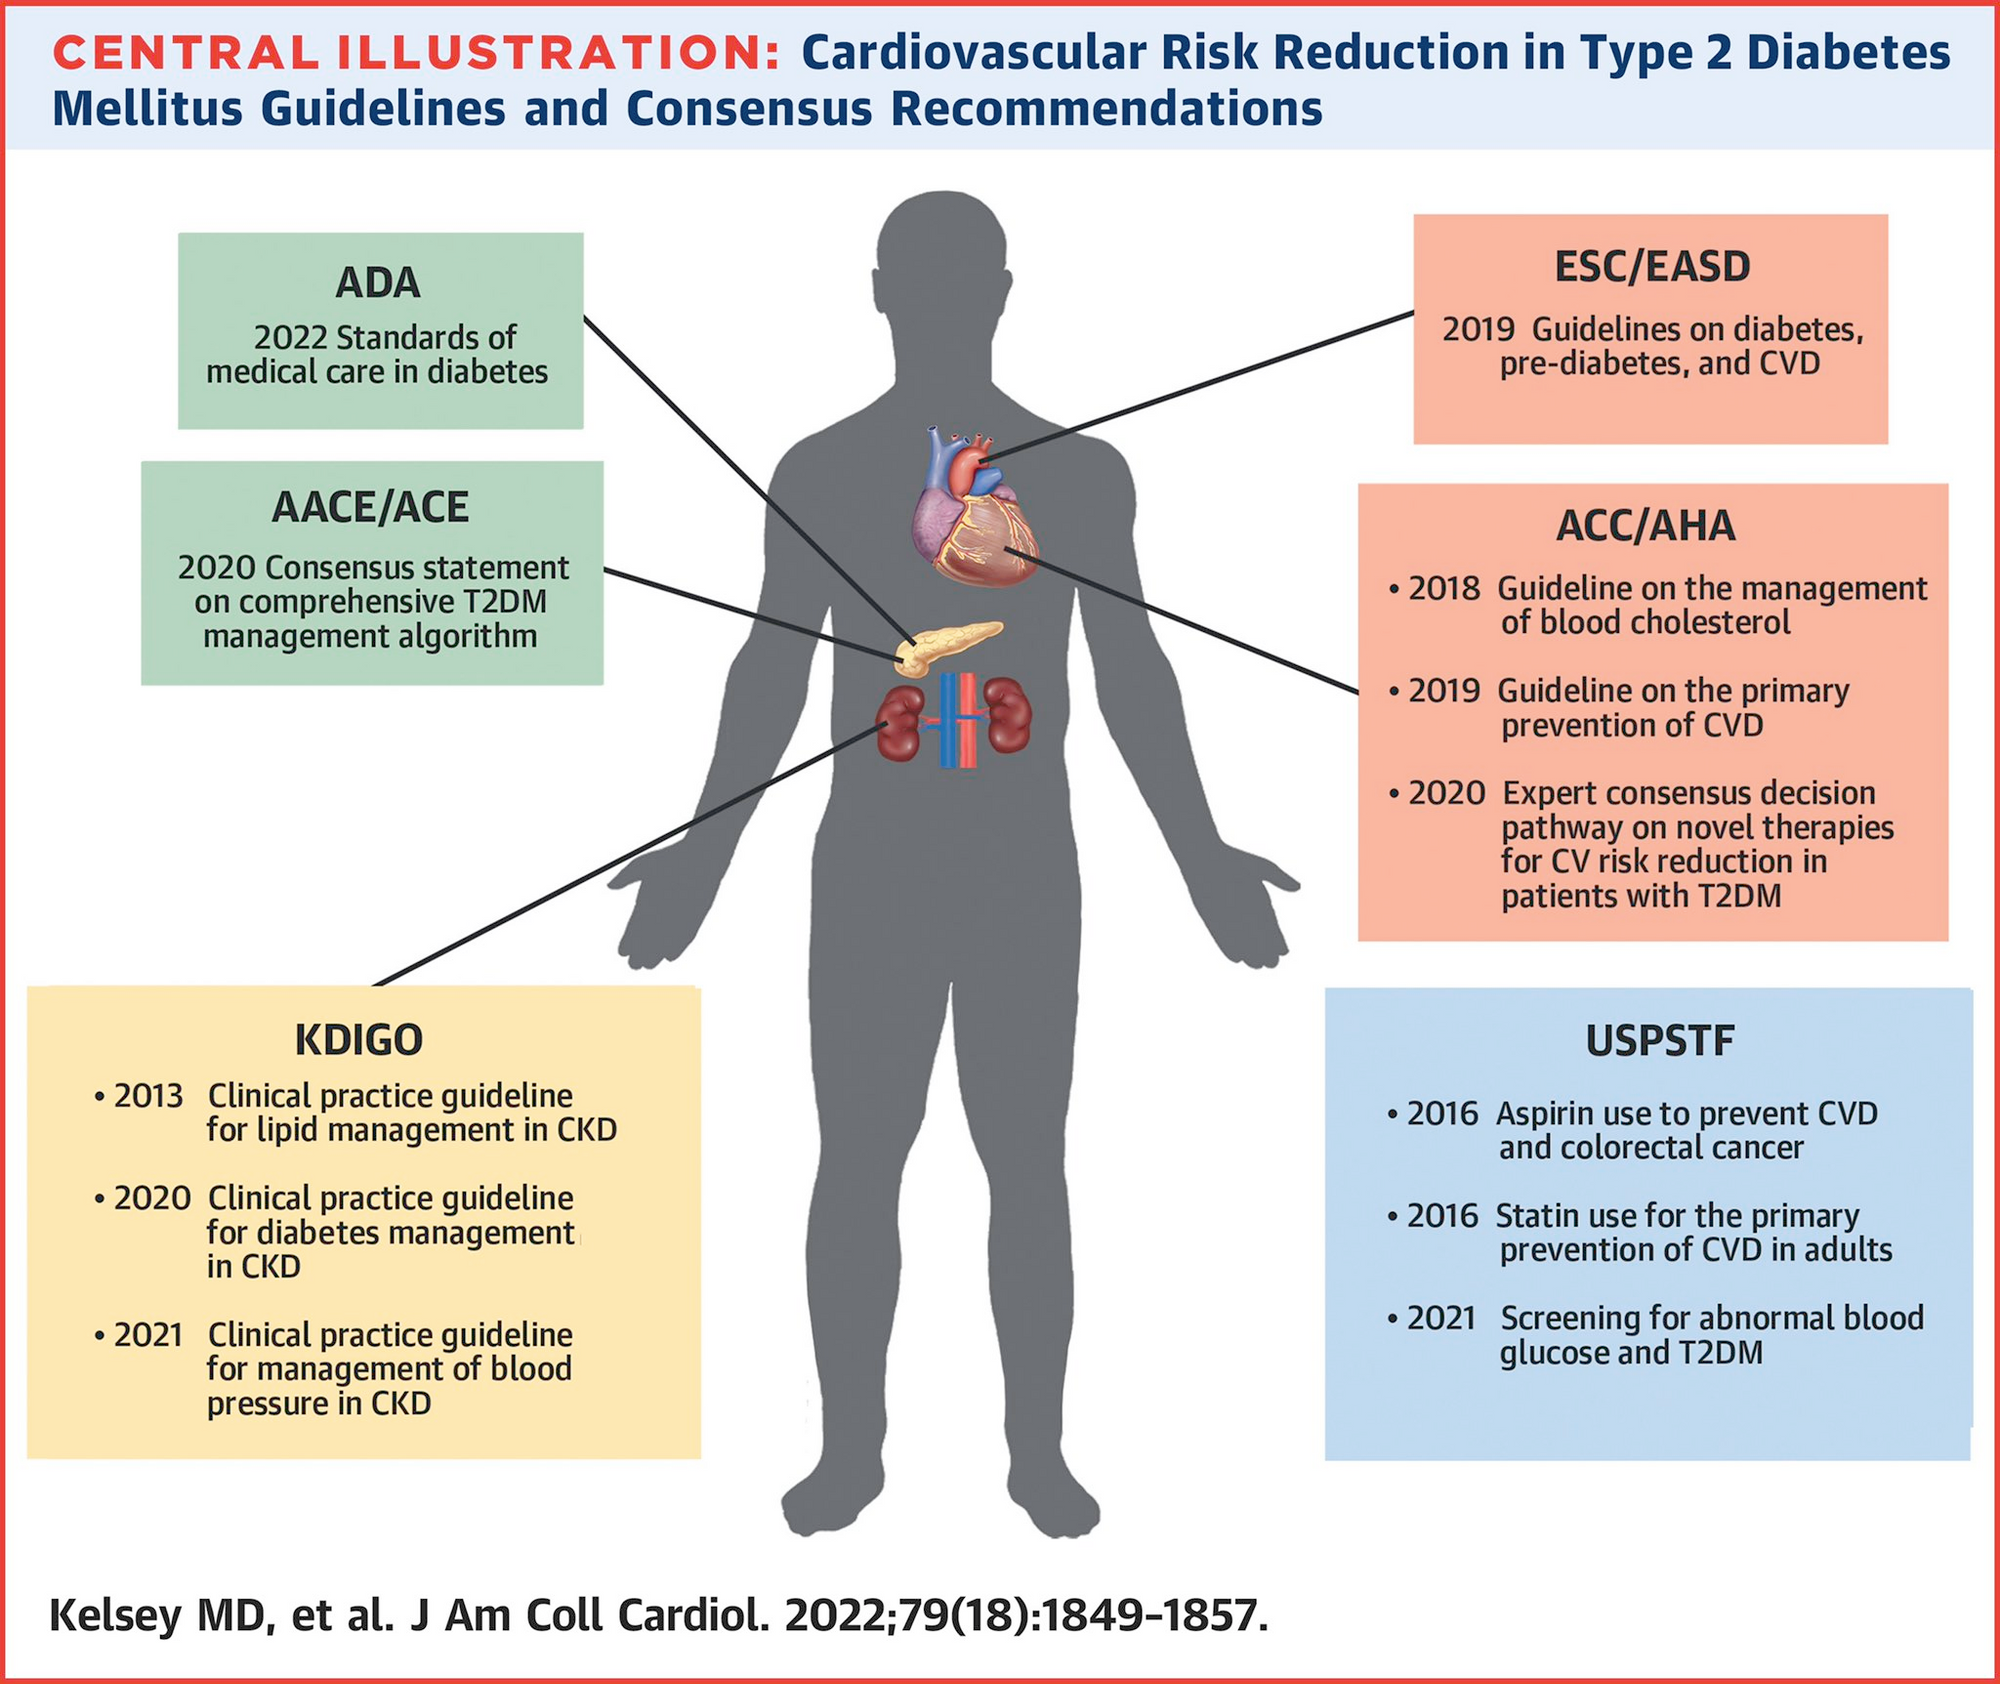 CENTRAL ILLUSTRATION: Cardiovascular Risk Reduction in Type 2 Diabetes
Mellitus Guidelines and Consensus Recommendations
ADA
2022 Standards of
medical care in diabetes
AACE/ACE
2020 Consensus statement
on comprehensive T2DM
management algorithm
KDIGO
• 2013 Clinical practice guideline
for lipid management in CKD
• 2020 Clinical practice guideline
for diabetes management
in CKD
• 2021 Clinical practice guideline
for management of blood
pressure in CKD
ESC/EASD
2019 Guidelines on diabetes,
pre-diabetes, and CVD
ACC/AHA
• 2018 Guideline on the management
of blood cholesterol
• 2019 Guideline on the primary
prevention of CVD
• 2020 Expert consensus decision
pathway on novel therapies
for CV risk reduction in
patients with T2DM
USPSTF
• 2016 Aspirin use to prevent CVD
and colorectal cancer
• 2016 Statin use for the primary
prevention of CVD in adults
• 2021 Screening for abnormal blood
glucose and T2DM
Kelsey MD, et al. J Am Coll Cardiol. 2022;79(18):1849–1857.